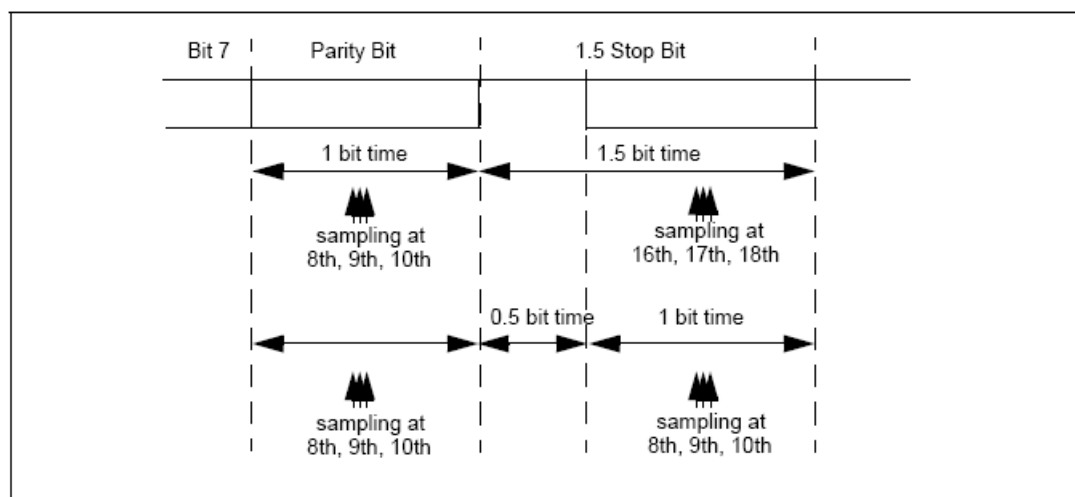 Bit 7 Parity Bit 1.5 Stop Bit
1 bit time 1.5 bit time
sampling at
8th, 9th, 10th
sampling at
16th, 17th, 18th
0.5 bit time 1 bit time
sampling at
8th, 9th, 10th
sampling at
8th, 9th, 10th